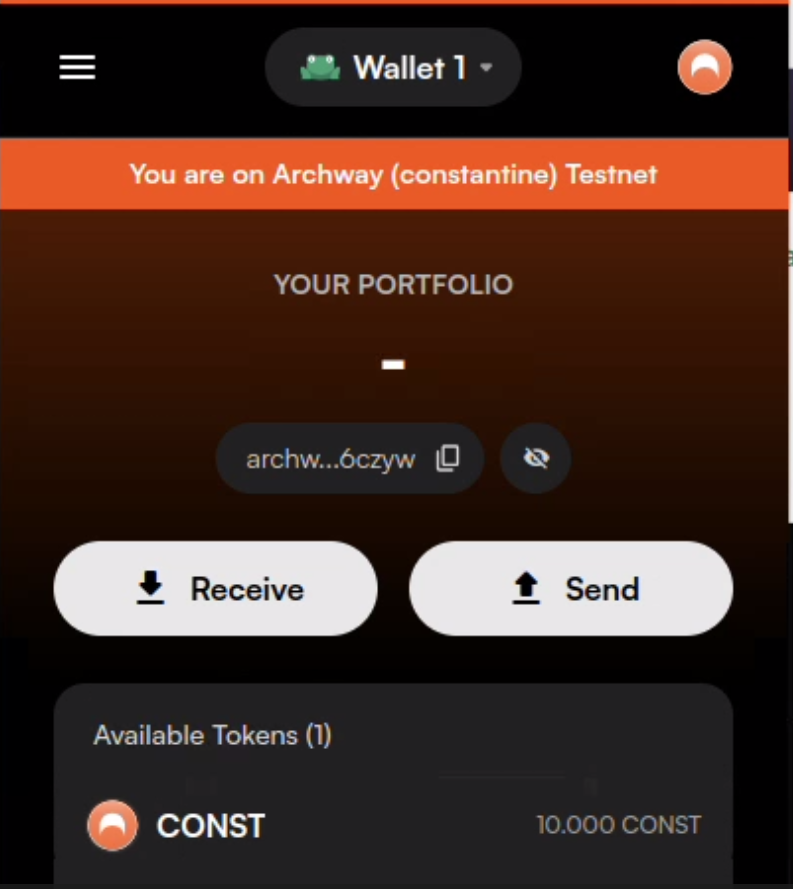 Wallet 1
You are on Archway (constantine) Testnet
YOUR PORTFOLIO
-
archw...6czyw
Receive
Send
Available Tokens (1)
CONST
10.000 CONST